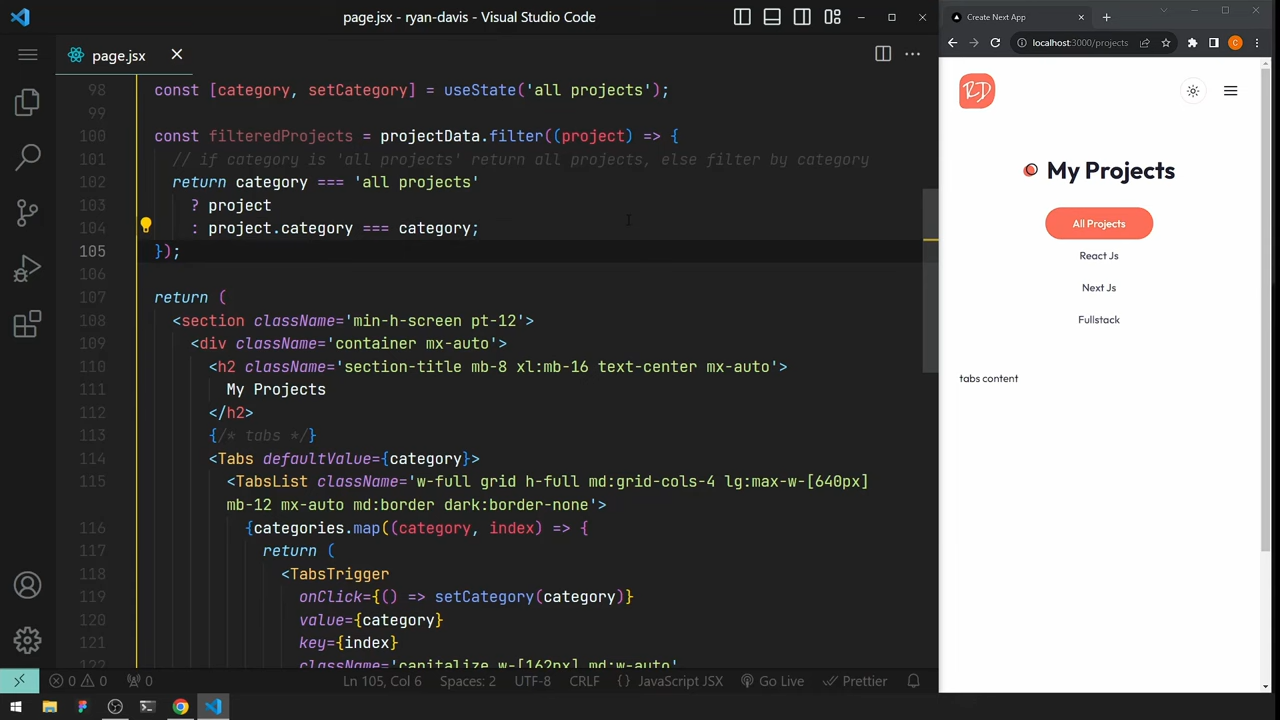 page.jsx - ryan-davis - Visual Studio Code
page.jsx
98 const [category, setCategory] = useState('all projects');
99
100 const filteredProjects = projectData.filter((project) => {
101 // if category is 'all projects' return all projects, else filter by category
102 return category === 'all projects'
103 ? project
104 : project.category === category;
105 });
106
107 return (
108 <section className='min-h-screen pt-12'>
109 <div className='container mx-auto'>
110 <h2 className='section-title mb-8 xl:mb-16 text-center mx-auto'>
111 My Projects
112 </h2>
113 {/* tabs */}
114 <Tabs defaultValue={category}>
115 <TabsList className='w-full grid h-full md:grid-cols-4 lg:max-w-[640px]
mb-12 mx-auto md:border dark:border-none'>
116 {categories.map((category, index) => {
117 return (
118 <TabsTrigger
119 onClick={() => setCategory(category)}
120 value={category}
121 key={index}
122 className='capitalize w-[162px] md:w-auto'
0 0 0 Ln 105, Col 6 Spaces: 2 UTF-8 CRLF {} JavaScript JSX Go Live Prettier
Create Next App
localhost:3000/projects
C
RD
My Projects
All Projects
React Js
Next Js
Fullstack
tabs content